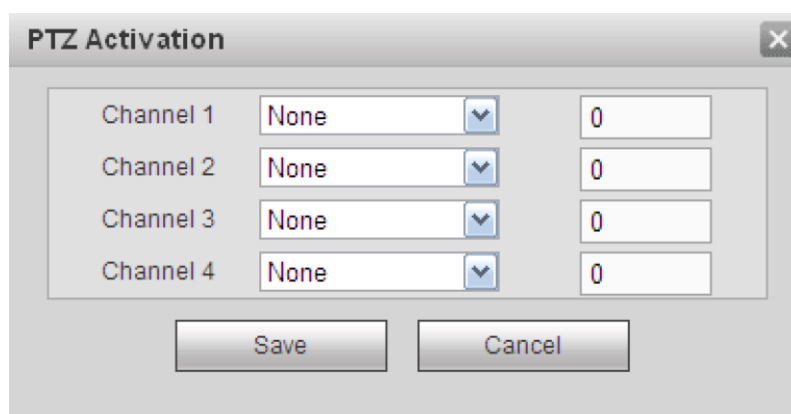 PTZ Activation
Channel 1 None 0
Channel 2 None 0
Channel 3 None 0
Channel 4 None 0
Save Cancel